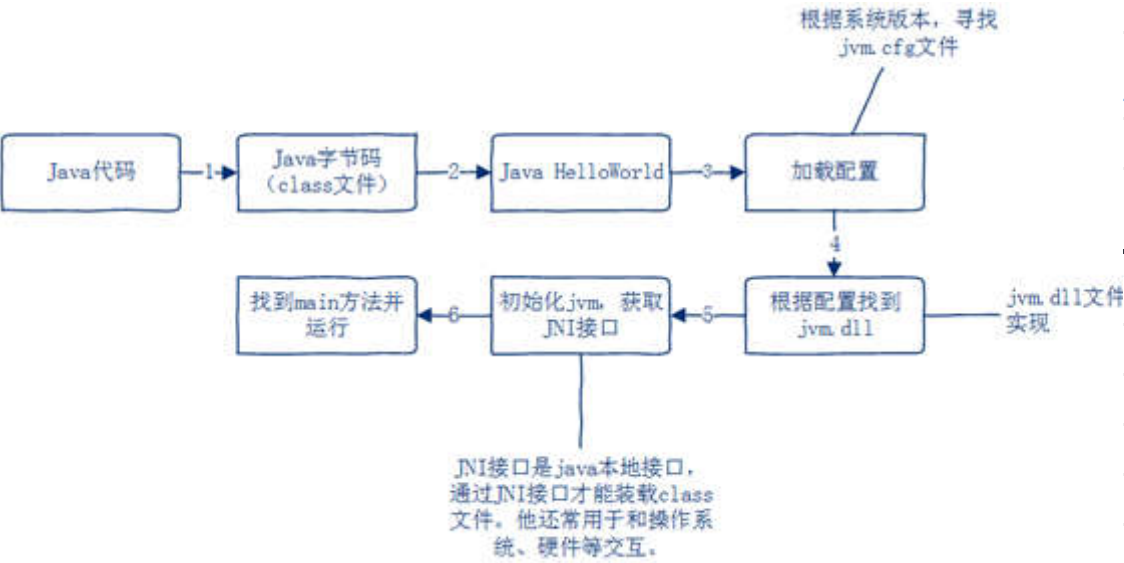 根据系统版本，寻找
jvm.cfg文件
Java代码
1
Java字节码
（class文件）
2
Java HelloWorld
3
加载配置
4
根据配置找到
jvm.dll
jvm.dll文件
实现
5
初始化jvm，获取
JNI接口
6
找到main方法并
运行
JNI接口是java本地接口，
通过JNI接口才能装载class
文件。他还常用于和操作系
统、硬件等交互。